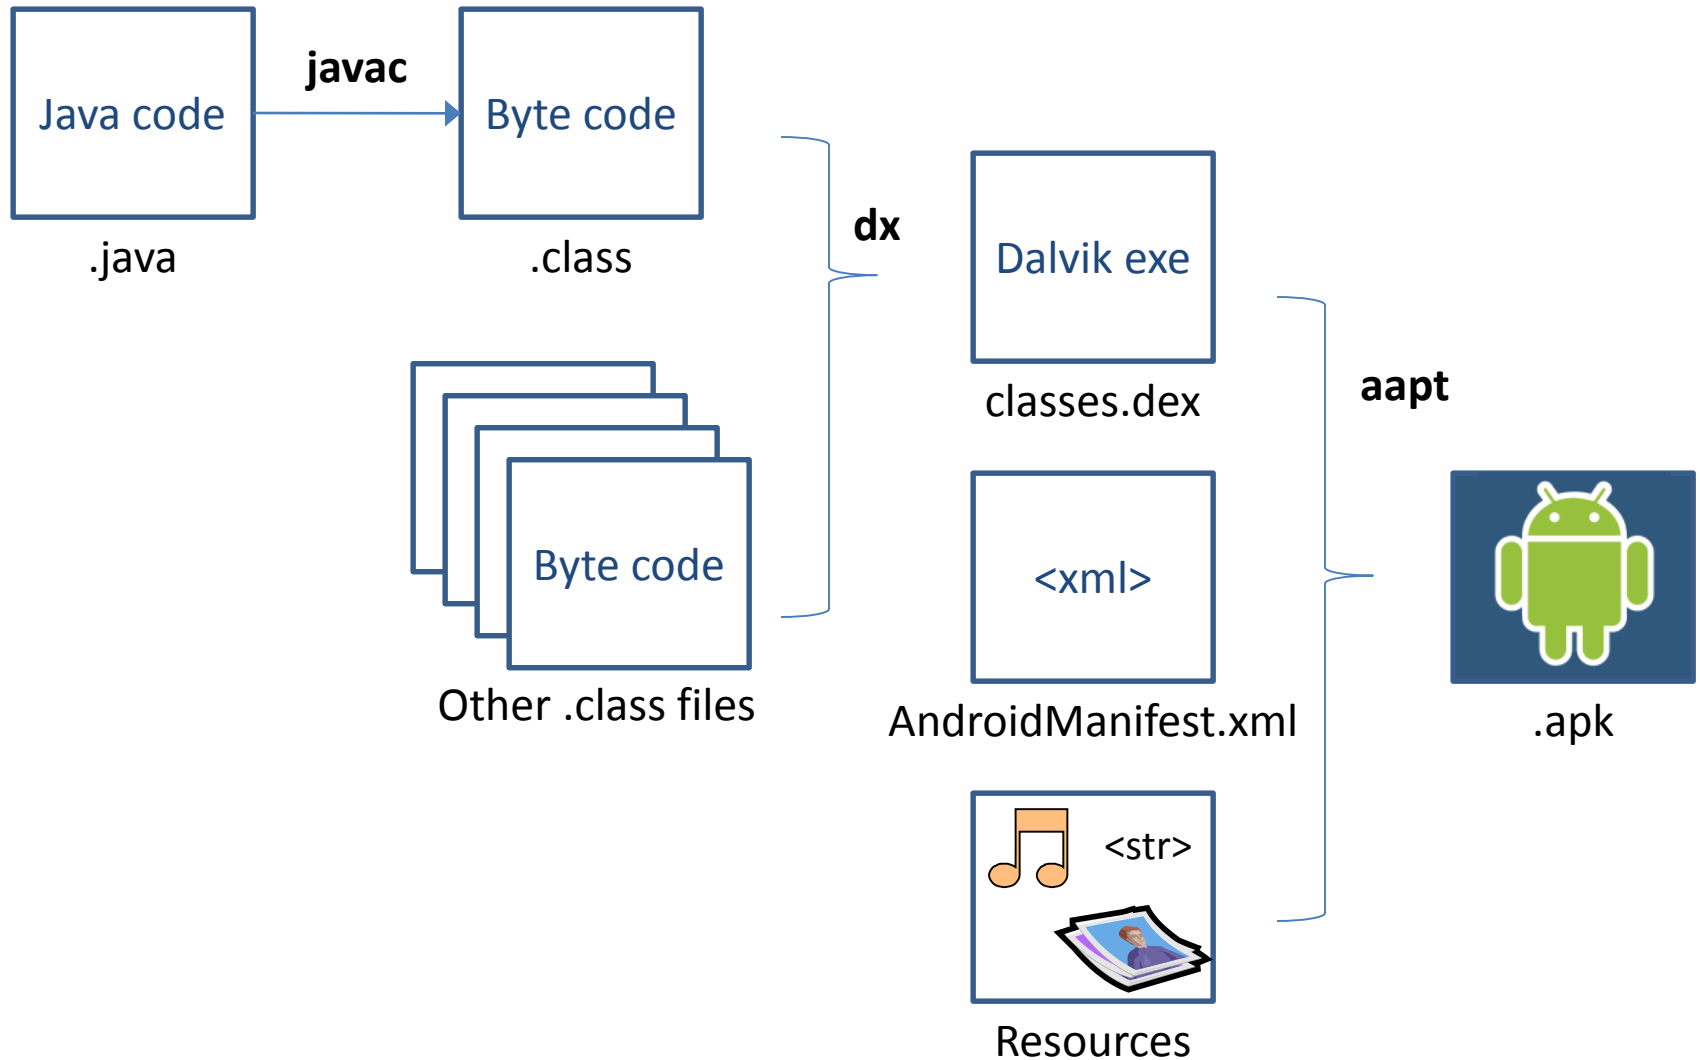 javac
Java code
Byte code
.java
.class
dx
Dalvik exe
classes.dex
aapt
Byte code
Other .class files
<xml>
AndroidManifest.xml
.apk
<str>
Resources